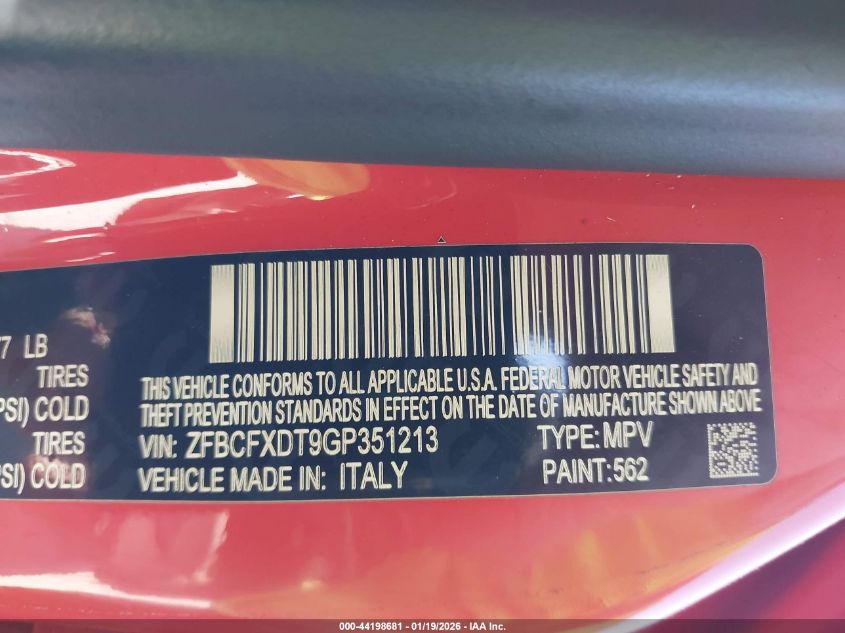 7 LB
TIRES
PSI) COLD
TIRES
SI) COLD
THIS VEHICLE CONFORMS TO ALL APPLICABLE U.S.A. FEDERAL MOTOR VEHICLE SAFETY AND
THEFT PREVENTION STANDARDS IN EFFECT ON THE DATE OF MANUFACTURE SHOWN ABOVE
VIN: ZFBCFXDT9GP351213 TYPE:MPV
VEHICLE MADE IN: ITALY PAINT:562
000-44198681 - 01/19/2026 - IAA Inc.